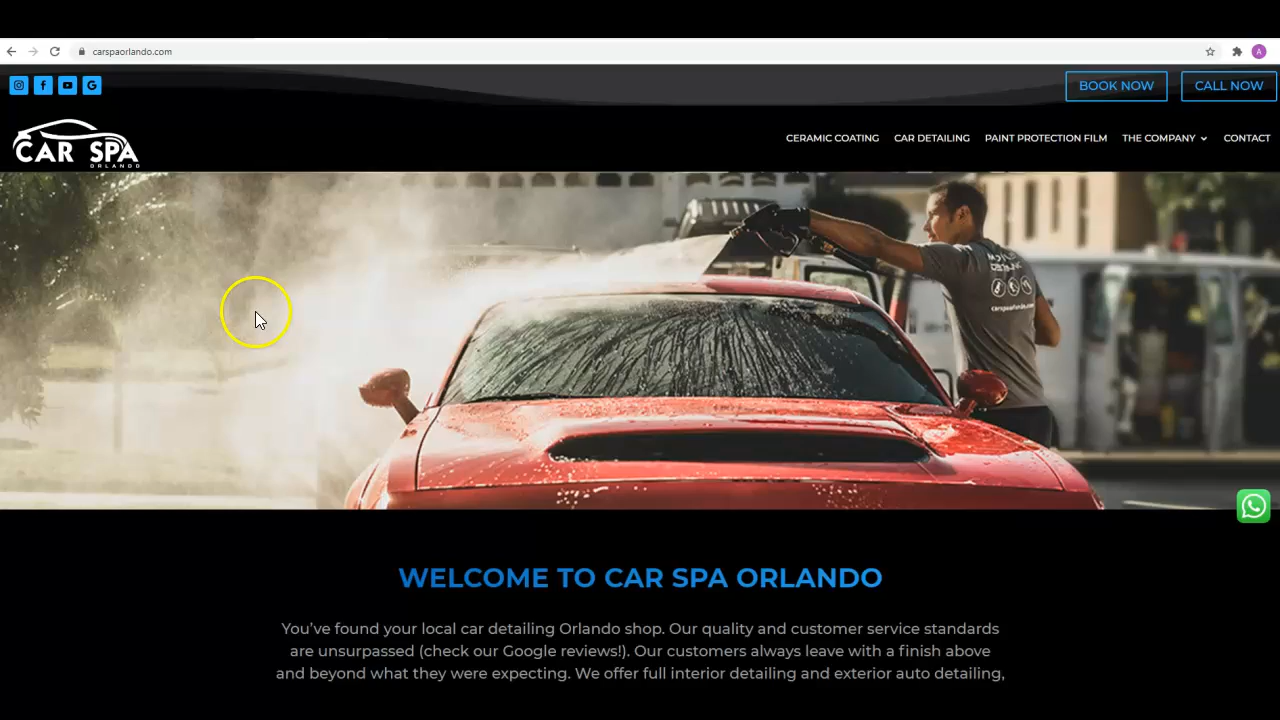 carspaorlando.com
A
BOOK NOW
CALL NOW
CAR SPA
ORLANDO
CERAMIC COATING
CAR DETAILING
PAINT PROTECTION FILM
THE COMPANY
CONTACT
carspaorlando.com
WELCOME TO CAR SPA ORLANDO
You've found your local car detailing Orlando shop. Our quality and customer service standards
are unsurpassed (check our Google reviews!). Our customers always leave with a finish above
and beyond what they were expecting. We offer full interior detailing and exterior auto detailing,